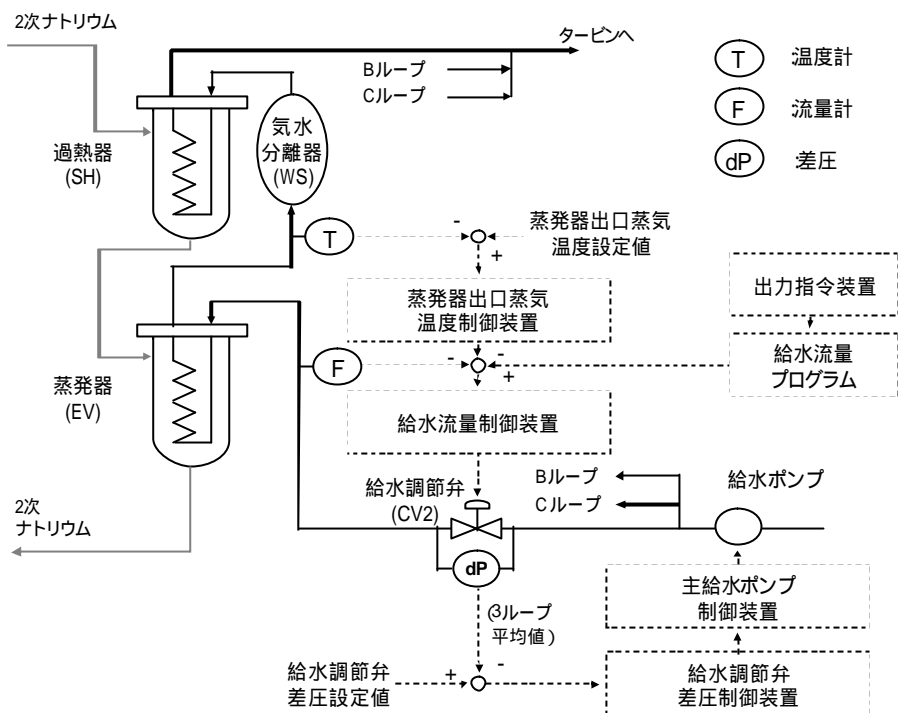 2次ナトリウム
タービンへ
Bループ
Cループ
T
:温度計
F
:流量計
dP
:差圧
過熱器
(SH)
気水
分離器
(WS)
T
-
+
蒸発器出口蒸気
温度設定値
蒸発器出口蒸気
温度制御装置
出力指令装置
給水流量
プログラム
F
-
-
+
蒸発器
(EV)
給水流量制御装置
給水調節弁
(CV2)
Bループ
Cループ
給水ポンプ
2次
ナトリウム
dP
(3ループ
平均値)
主給水ポンプ
制御装置
給水調節弁
差圧設定値
+
-
給水調節弁
差圧制御装置